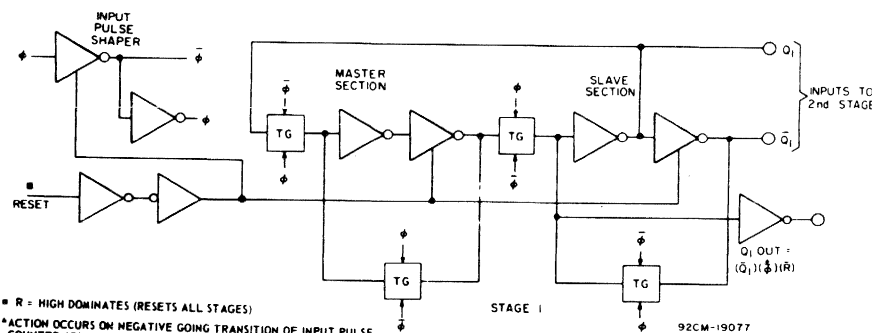 INPUT
PULSE
SHAPER
ϕ
ϕ̄
ϕ
RESET
ϕ̄
TG
ϕ
MASTER
SECTION
ϕ
TG
ϕ̄
SLAVE
SECTION
Q₁
Q̄₁
INPUTS TO
2nd STAGE
ϕ
TG
ϕ̄
ϕ̄
TG
ϕ
Q₁ OUT =
STAGE 1
92CM-19077
■ R = HIGH DOMINATES (RESETS ALL STAGES)
▲ACTION OCCURS ON NEGATIVE GOING TRANSITION OF INPUT PULSE